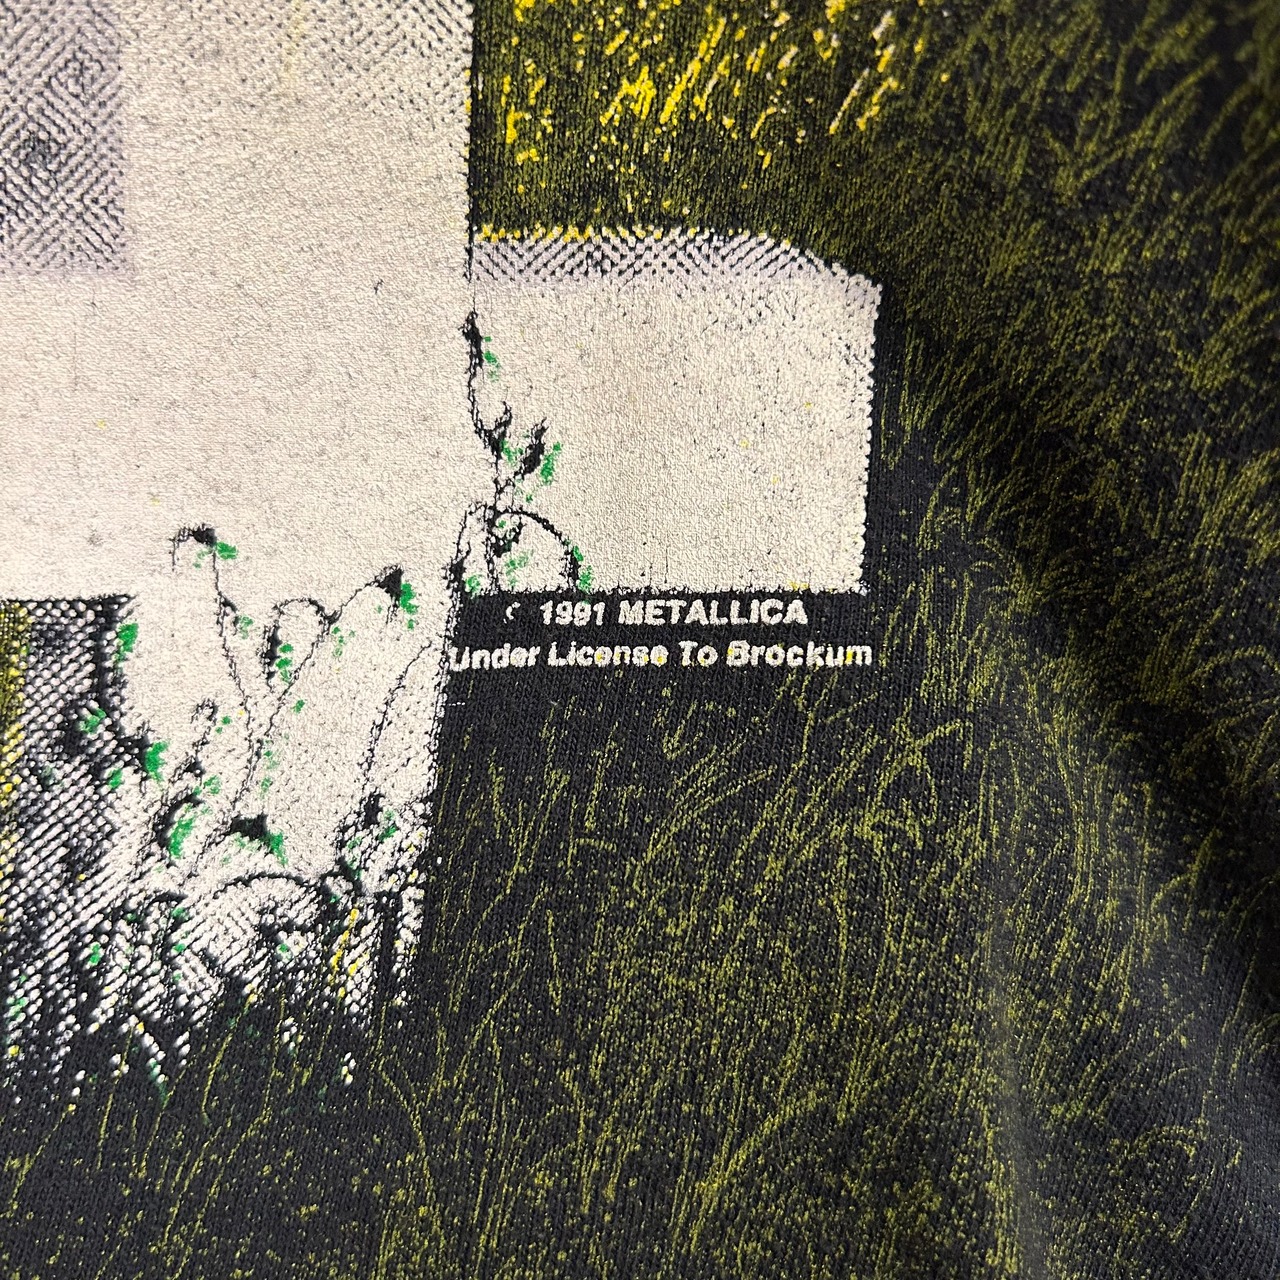 © 1991 METALLICA
Under License To Brockum